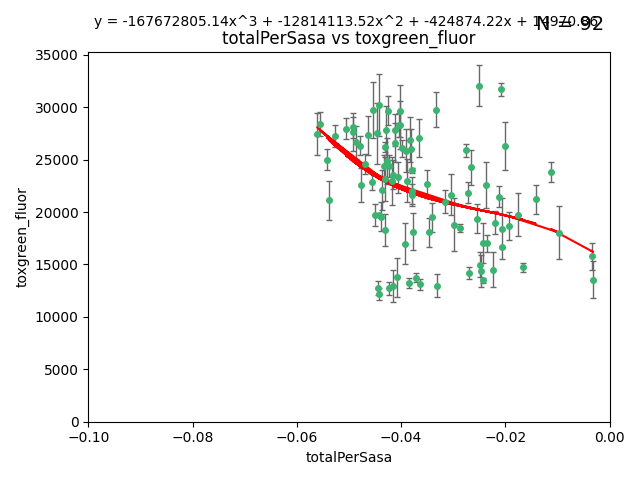 y = -167672805.14x^3 + -12814113.52x^2 + -424874.22x +
N = 92
totalPerSasa vs toxgreen_fluor
35000
30000
25000
20000
15000
10000
5000
0
toxgreen_fluor
−0.10 −0.08 −0.06 −0.04 −0.02 0.00
totalPerSasa